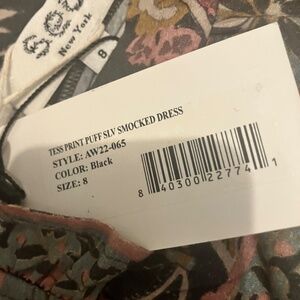 New York
8
TESS PRINT PUFF SLV SMOCKED DRESS
STYLE: AW22-065
COLOR: Black
SIZE: 8
8 40300 22774 1